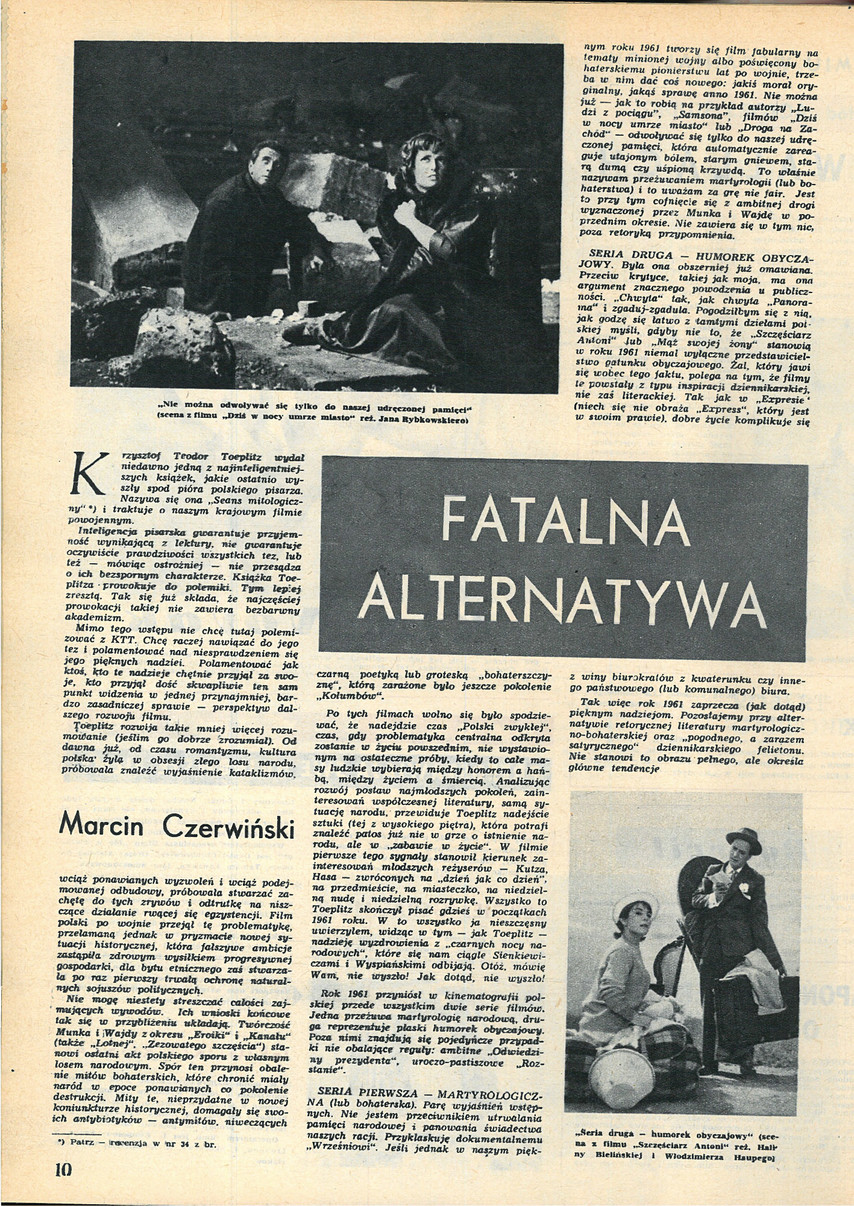 „Nie można odwoływać się tylko do naszej udręczonej pamięci"
(scena z filmu „Dziś w nocy umrze miasto" reż. Jana Rybkowskiego)
FATALNA
ALTERNATYWA
Marcin Czerwiński
Krzysztof Teodor Toeplitz wydał
niedawno jedną z najinteligentniej-
szych książek, jakie ostatnio wy-
szły spod pióra polskiego pisarza.
Nazywa się ona „Seans mitologicz-
ny" *) i traktuje o naszym krajowym filmie
powojennym.
Inteligencja pisarska gwarantuje przyjem-
ność wynikającą z lektury, nie gwarantuje
oczywiście prawdziwości wszystkich tez, lub
też — mówiąc ostrożniej — nie przesądza
o ich bezspornym charakterze. Książka Toe-
plitza prowokuje do polemiki. Tym lepiej
zresztą. Tak się już składa, że najczęściej
prowokacji takiej nie zawiera bezbarwny
akademizm.
Mimo tego wstępu nie chcę tutaj polemi-
zować z KTT. Chcę raczej nawiązać do jego
tez i polamentować nad niesprawdzeniem się
jego pięknych nadziei. Polamentować jak
ktoś, kto te nadzieje chętnie przyjął za swo-
je, kto przyjął dość skwapliwie ten sam
punkt widzenia w jednej przynajmniej, bar-
dzo zasadniczej sprawie — perspektyw dal-
szego rozwoju filmu.
Toeplitz rozwija takie mniej więcej rozu-
mowanie (jeślim go dobrze zrozumiał). Od
dawna już, od czasu romantyzmu, kultura
polska żyła w obsesji złego losu narodu,
próbowała znaleźć wyjaśnienie kataklizmów,
wciąż ponawianych wyzwoleń i wciąż podej-
mowanej odbudowy, próbowała stwarzać za-
chętę do tych zrywów i odtrutkę na nisz-
czące działanie rwącej się egzystencji. Film
polski po wojnie przejął tę problematykę,
przełamaną jednak w pryzmacie nowej sy-
tuacji historycznej, która fałszywe ambicje
zastąpiła zdrowym wysiłkiem progresywnej
gospodarki, dla bytu etnicznego zaś stwarza-
ła po raz pierwszy trwałą ochronę natural-
nych sojuszów politycznych.
Nie mogę niestety streszczać całości zaj-
mujących wywodów. Ich wnioski końcowe
tak się w przybliżeniu układają. Twórczość
Munka i Wajdy z okresu „Eroiki" i „Kanału"
(także „Lotnej", „Zezowatego szczęścia") sta-
nowi ostatni akt polskiego sporu z własnym
losem narodowym. Spór ten przynosi obale-
nie mitów bohaterskich, które chronić miały
naród w epoce ponawianych co pokolenie
destrukcji. Mity te, nieprzydatne w nowej
koniunkturze historycznej, domagały się swo-
ich antybiotyków — antymitów, niweczących
*) Patrz — recenzja w nr 34 z br.
10
czarną poetyką lub groteską „bohaterszczy-
znę", którą zarażone było jeszcze pokolenie
„Kolumbów".
Po tych filmach wolno się było spodzie-
wać, że nadejdzie czas „Polski zwykłej",
czas, gdy problematyka centralna odkryta
zostanie w życiu powszednim, nie wystawio-
nym na ostateczne próby, kiedy to całe ma-
sy ludzkie wybierają między honorem a hań-
bą, między życiem a śmiercią. Analizując
rozwój postaw najmłodszych pokoleń, zain-
teresowań współczesnej literatury, samą sy-
tuację narodu, przewiduje Toeplitz nadejście
sztuki (tej z wysokiego piętra), która potrafi
znaleźć patos już nie w grze o istnienie na-
rodu, ale w „zabawie w życie". W filmie
pierwsze tego sygnały stanowił kierunek za-
interesowań młodszych reżyserów — Kutza,
Hasa — zwróconych na „dzień jak co dzień",
na przedmieście, na miasteczko, na niedziel-
ną nudę i niedzielną rozrywkę. Wszystko to
Toeplitz skończył pisać gdzieś w początkach
1961 roku. W to wszystko ja nieszczęsny
uwierzyłem, widząc w tym — jak Toeplitz —
nadzieję wyzdrowienia z „czarnych nocy na-
rodowych", które się nam ciągle Sienkiewi-
czami i Wyspiańskimi odbijają. Otóż, mówię
Wam, nie wyszło! Jak dotąd, nie wyszło!
Rok 1961 przyniósł w kinematografii pol-
skiej przede wszystkim dwie serie filmów.
Jedna przeżuwa martyrologię narodową, dru-
ga reprezentuje płaski humorek obyczajowy.
Poza nimi znajdują się pojedyńcze przypad-
ki nie obalające reguły: ambitne „Odwiedzi-
ny prezydenta", uroczo-pastiszowe „Roz-
stanie".
SERIA PIERWSZA — MARTYROLOGICZ-
NA (lub bohaterska). Parę wyjaśnień wstęp-
nych. Nie jestem przeciwnikiem utrwalania
pamięci narodowej i panowania świadectwa
naszych racji. Przyklaskuję dokumentalnemu
„Wrześniowi". Jeśli jednak w naszym pięk-
nym roku 1961 tworzy się film fabularny na
tematy minionej wojny albo poświęcony bo-
haterskiemu pionierstwu lat po wojnie, trze-
ba w nim dać coś nowego: jakiś morał ory-
ginalny, jakąś sprawę anno 1961. Nie można
już — jak to robią na przykład autorzy „Lu-
dzi z pociągu", „Samsona", filmów „Dziś
w nocy umrze miasto" lub „Droga na Za-
chód" — odwoływać się tylko do naszej udrę-
czonej pamięci, która automatycznie zarea-
guje utajonym bólem, starym gniewem, sta-
rą dumą czy uśpioną krzywdą. To właśnie
nazywam przeżuwaniem martyrologii (lub bo-
haterstwa) i to uważam za grę nie fair. Jest
to przy tym cofnięcie się z ambitnej drogi
wyznaczonej przez Munka i Wajdę w po-
przednim okresie. Nie zawiera się w tym nic,
poza retoryką przypomnienia.
SERIA DRUGA — HUMOREK OBYCZA-
JOWY. Była ona obszerniej już omawiana.
Przeciw krytyce, takiej jak moja, ma ona
argument znacznego powodzenia u publicz-
ności. „Chwyta" tak, jak chwyta „Panora-
ma" i zgaduj-zgadula. Pogodziłbym się z nią,
jak godzę się łatwo z tamtymi dziełami pol-
skiej myśli, gdyby nie to, że „Szczęściarz
Antoni" lub „Mąż swojej żony" stanowią
w roku 1961 niemal wyłączne przedstawiciel-
stwo gatunku obyczajowego. Żal, który jawi
się wobec tego faktu, polega na tym, że filmy
te powstały z typu inspiracji dziennikarskiej,
nie zaś literackiej. Tak jak w „Expresie"
(niech się nie obraża „Express", który jest
w swoim prawie), dobre życie komplikuje się
z winy biurokratów z kwaterunku czy inne-
go państwowego (lub komunalnego) biura.
Tak więc rok 1961 zaprzecza (jak dotąd)
pięknym nadziejom. Pozostajemy przy alter-
natywie retorycznej literatury martyrologicz-
no-bohaterskiej oraz „pogodnego, a zarazem
satyrycznego" dziennikarskiego felietonu.
Nie stanowi to obrazu pełnego, ale określa
główne tendencje
„Seria druga — humorek obyczajowy" (sce-
na z filmu „Szczęściarz Antoni" reż. Hali-
ny Bielińskiej i Włodzimierza Haupego)